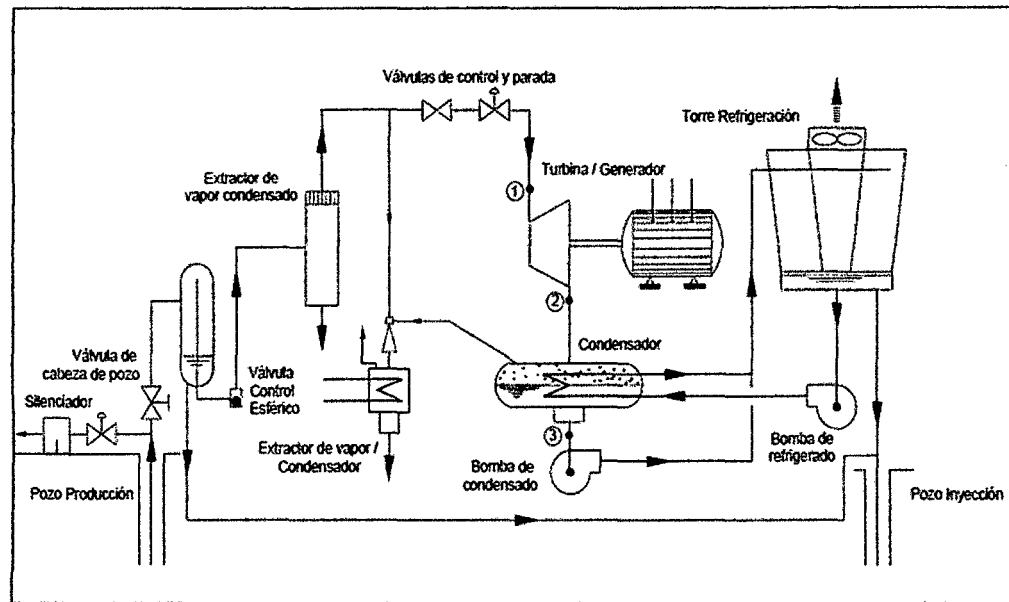 Válvulas de control y parada
Torre Refrigeración
Extractor de
vapor condensado
Turbina / Generador
1
2
Condensador
Válvula de
cabeza de pozo
Silenciador
Válvula
Control
Esférico
3
Extractor de vapor /
Condensador
Bomba de
condensado
Bomba de
refrigerado
Pozo Producción
Pozo Inyección